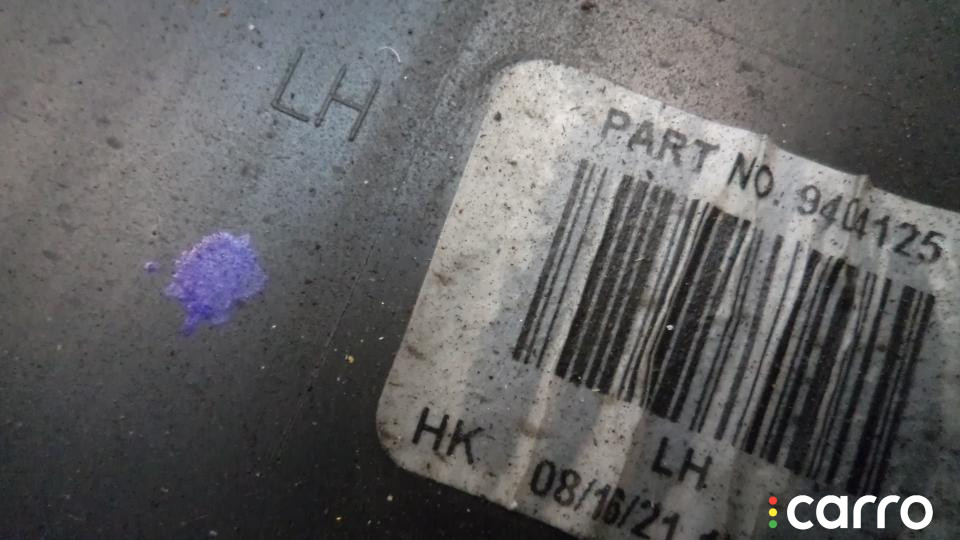 LH
PART NO. 9404125
HK
LH
08/16/21
carro